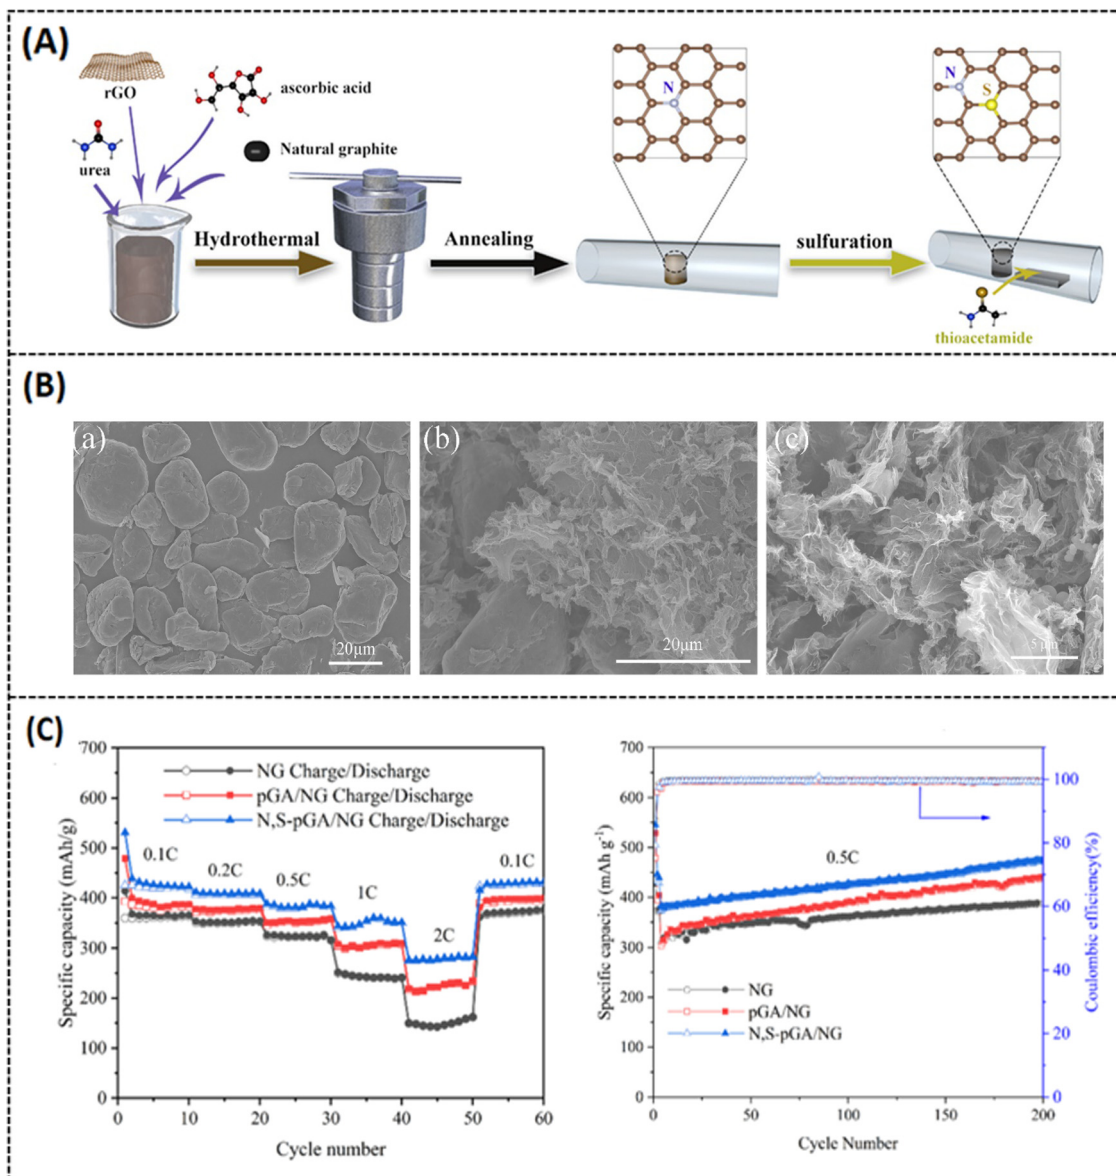 (A)
rGO
ascorbic acid
urea
Natural graphite
N
N
S
Hydrothermal
Annealing
sulfuration
thioacetamide
(B)
(a)
(b)
(c)
20μm
20μm
5 μm
(C)
700
600
500
400
300
200
100
0
Specific capacity (mAh/g)
NG Charge/Discharge
pGA/NG Charge/Discharge
N,S-pGA/NG Charge/Discharge
0.1C
0.2C
0.5C
1C
2C
0.1C
0 10 20 30 40 50 60
Cycle number
700
600
500
400
300
200
100
0
Specific capacity (mAh g⁻¹)
0.5C
NG
pGA/NG
N,S-pGA/NG
100
80
60
40
20
0
Coulombic efficiency(%)
0 50 100 150 200
Cycle Number